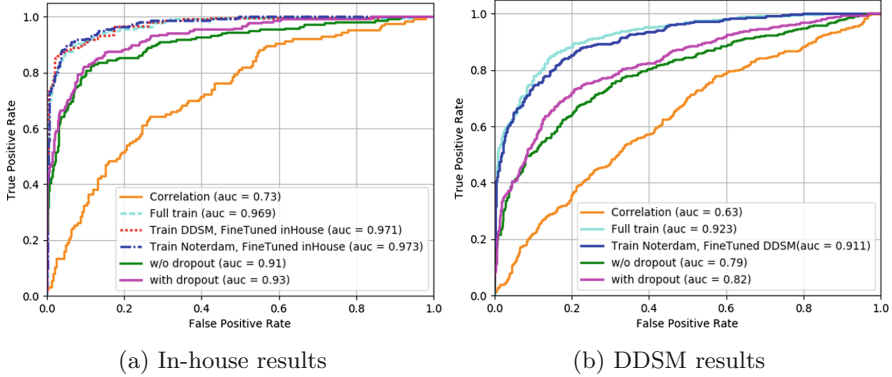 1.0
0.8
0.6
0.4
0.2
0.0
True Positive Rate
0.0 0.2 0.4 0.6 0.8 1.0
False Positive Rate
Correlation (auc = 0.73)
Full train (auc = 0.969)
Train DDSM, FineTuned inHouse (auc = 0.971)
Train Noterdam, FineTuned inHouse (auc = 0.973)
w/o dropout (auc = 0.91)
with dropout (auc = 0.93)
(a) In-house results
1.0
0.8
0.6
0.4
0.2
0.0
True Positive Rate
0.0 0.2 0.4 0.6 0.8 1.0
False Positive Rate
Correlation (auc = 0.63)
Full train (auc = 0.923)
Train Noterdam, FineTuned DDSM(auc = 0.911)
w/o dropout (auc = 0.79)
with dropout (auc = 0.82)
(b) DDSM results